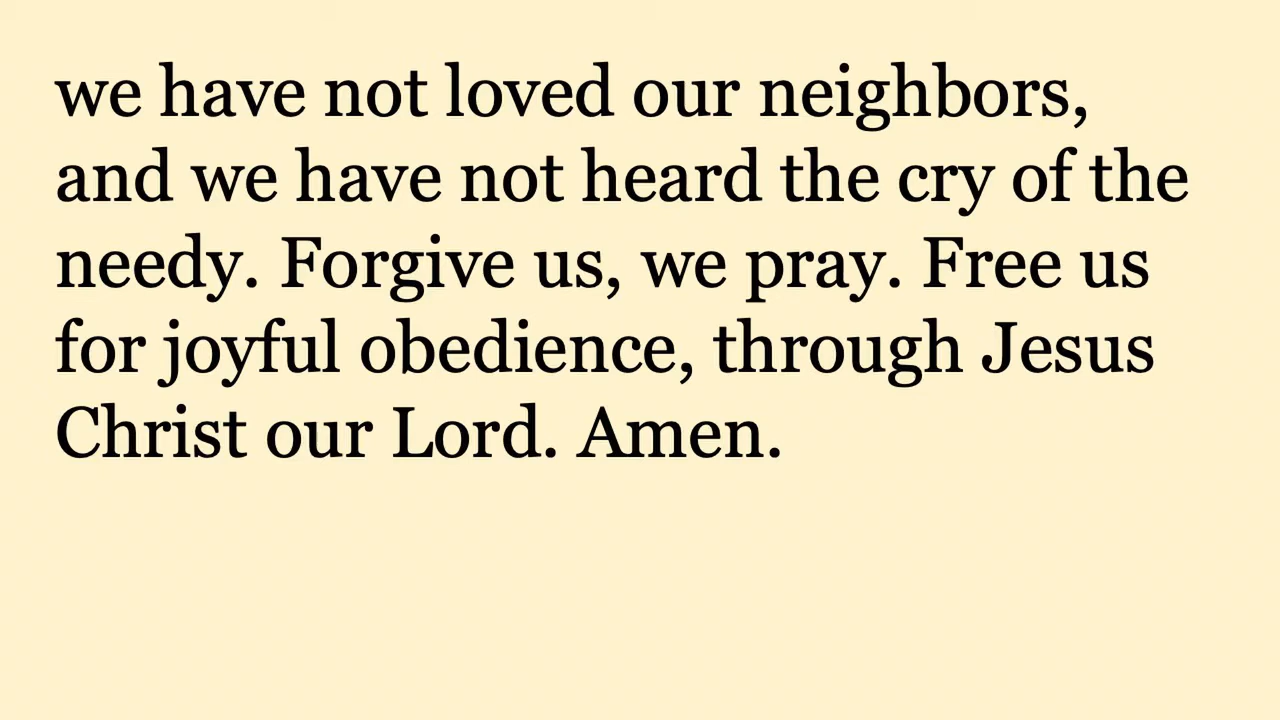 we have not loved our neighbors,
and we have not heard the cry of the
needy. Forgive us, we pray. Free us
for joyful obedience, through Jesus
Christ our Lord. Amen.